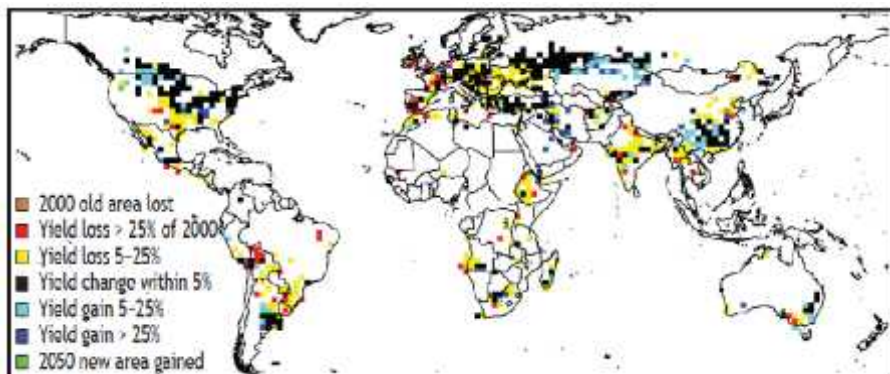 2000 old area lost
Yield loss > 25% of 2000
Yield loss 5-25%
Yield change within 5%
Yield gain 5-25%
Yield gain > 25%
2050 new area gained